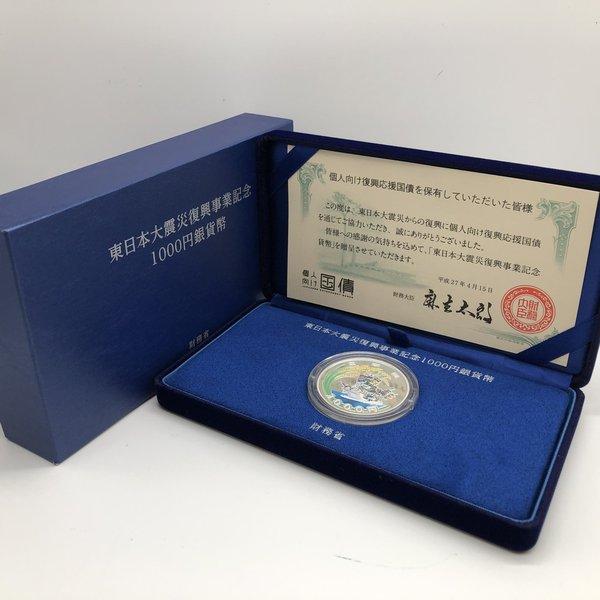 東日本大震災復興事業記念
1000円銀貨幣
財務省
個人向け復興応援国債を保有していただいた皆様
この度は、東日本大震災からの復興に個人向け復興応援国債
を通じてご協力いただき、誠にありがとうございました。
皆様への感謝の気持ちを込めて、「東日本大震災復興事業記念
貨幣」を贈呈させていただきます。
平成27年4月15日
個人
向け
国債
財務大臣
麻生太郎
東日本大震災復興事業記念1000円銀貨幣
財務省